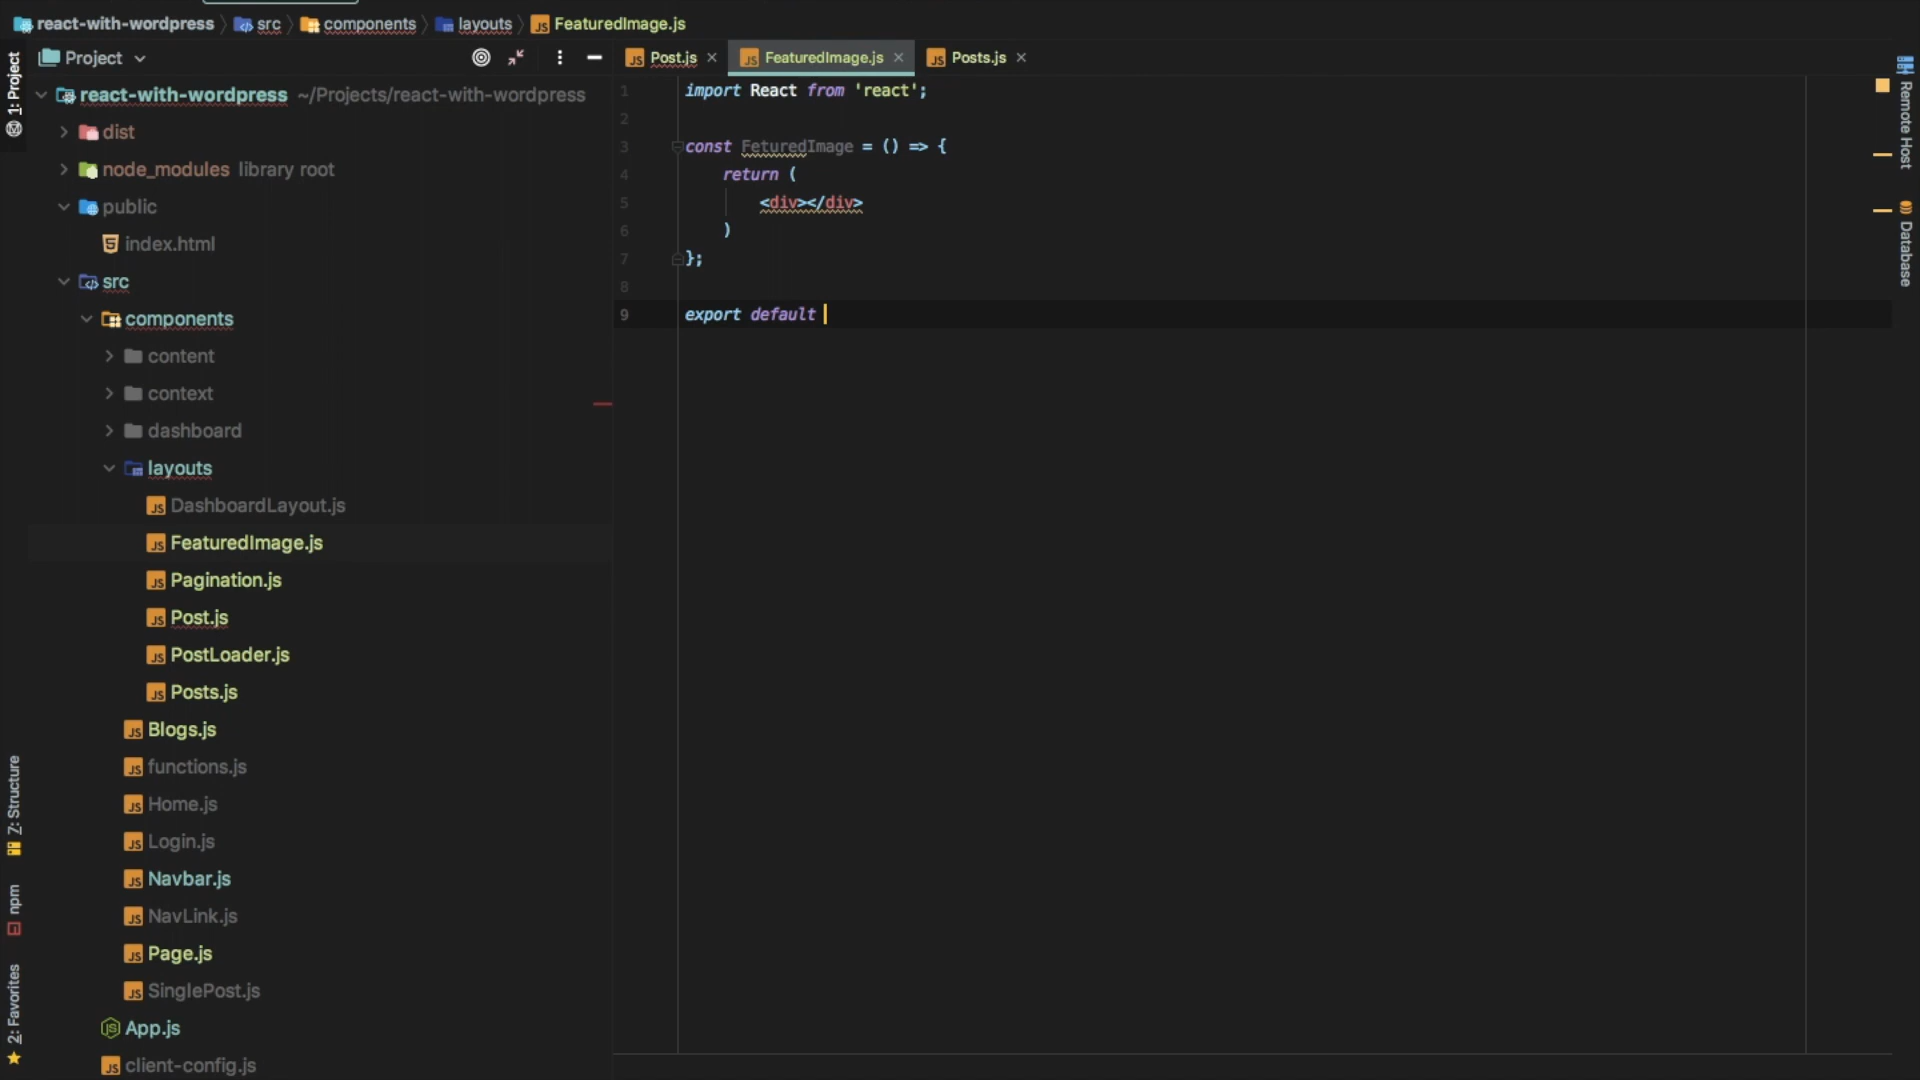 react-with-wordpress src components layouts FeaturedImage.js
1: Project
Project
react-with-wordpress ~/Projects/react-with-wordpress
dist
node_modules library root
public
index.html
src
components
content
context
dashboard
layouts
DashboardLayout.js
FeaturedImage.js
Pagination.js
Post.js
PostLoader.js
Posts.js
Blogs.js
functions.js
Home.js
Login.js
Navbar.js
NavLink.js
Page.js
SinglePost.js
App.js
client-config.js
Z: Structure
npm
2: Favorites
Post.js FeaturedImage.js Posts.js
1 import React from 'react';
2
3 const FeturedImage = () => {
4 return (
5 <div></div>
6 )
7 };
8
9 export default
Remote Host
Database